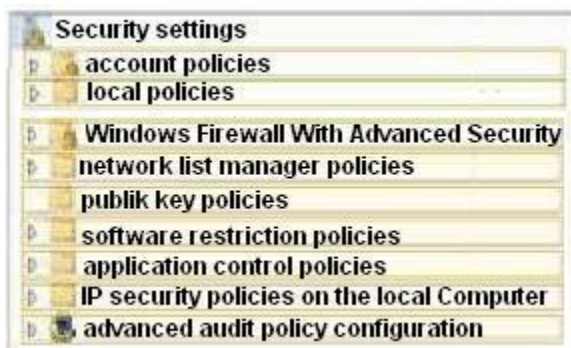 Security settings
account policies
local policies
Windows Firewall With Advanced Security
network list manager policies
publik key policies
software restriction policies
application control policies
IP security policies on the local Computer
advanced audit policy configuration